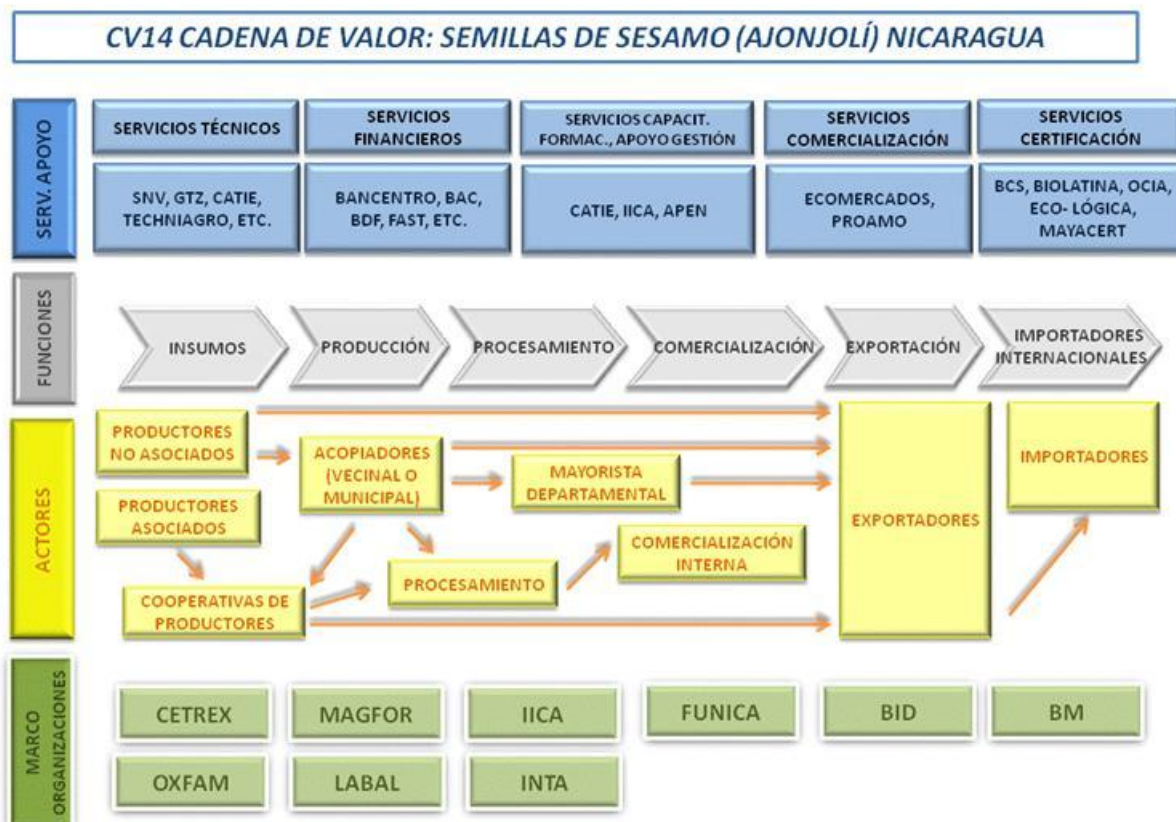 CV14 CADENA DE VALOR: SEMILLAS DE SESAMO (AJONJOLÍ) NICARAGUA
SERV. APOYO
SERVICIOS TÉCNICOS
SERVICIOS
FINANCIEROS
SERVICIOS CAPACIT.
FORMAC., APOYO GESTIÓN
SERVICIOS
COMERCIALIZACIÓN
SERVICIOS
CERTIFICACIÓN
SNV, GTZ, CATIE,
TECHNIAGRO, ETC.
BANCENTRO, BAC,
BDF, FAST, ETC.
CATIE, IICA, APEN
ECOMERCADOS,
PROAMO
BCS, BIOLATINA, OCIA,
ECO- LÓGICA,
MAYACERT
FUNCIONES
INSUMOS
PRODUCCIÓN
PROCESAMIENTO
COMERCIALIZACIÓN
EXPORTACIÓN
IMPORTADORES
INTERNACIONALES
ACTORES
PRODUCTORES
NO ASOCIADOS
PRODUCTORES
ASOCIADOS
COOPERATIVAS DE
PRODUCTORES
ACOPIADORES
(VECINAL O
MUNICIPAL)
PROCESAMIENTO
MAYORISTA
DEPARTAMENTAL
COMERCIALIZACIÓN
INTERNA
EXPORTADORES
IMPORTADORES
MARCO
ORGANIZACIONES
CETREX
MAGFOR
IICA
FUNICA
BID
BM
OXFAM
LABAL
INTA